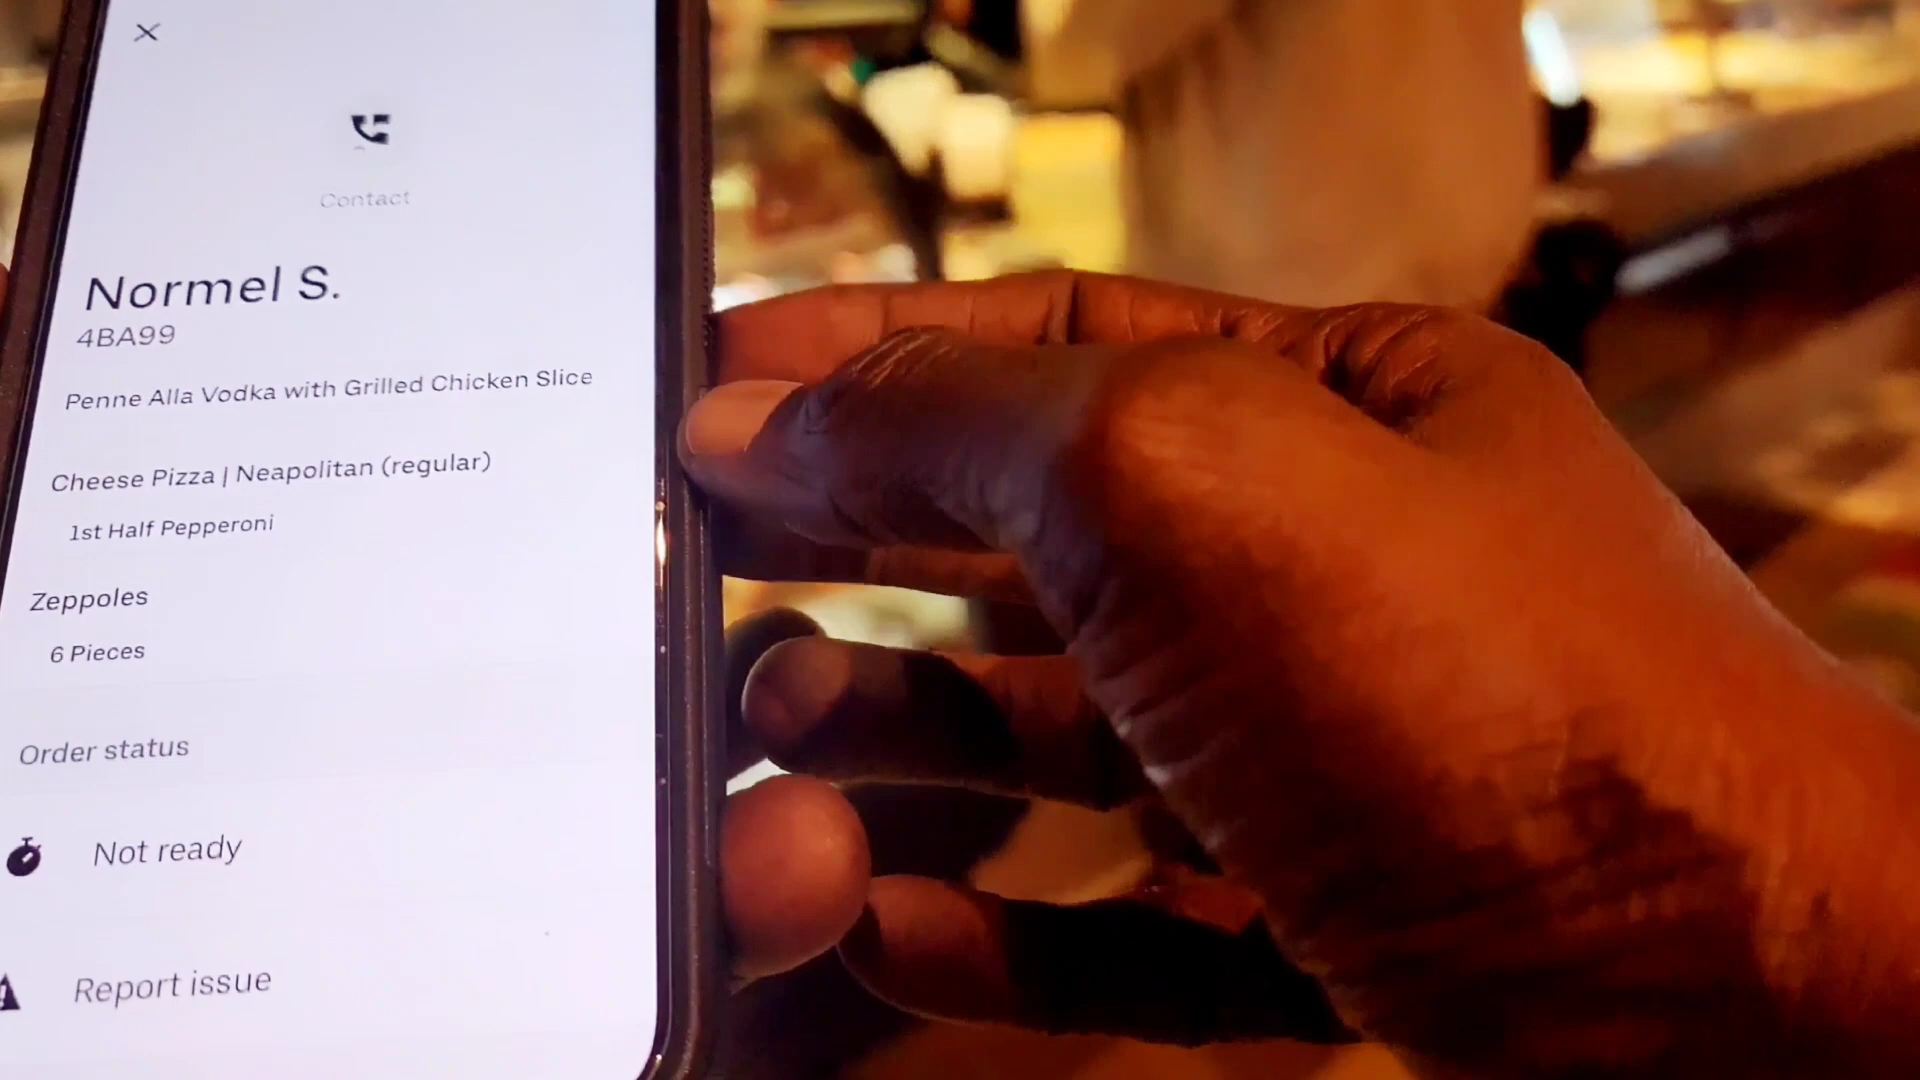 Contact
Normel S.
4BA99
Penne Alla Vodka with Grilled Chicken Slice
Cheese Pizza | Neapolitan (regular)
1st Half Pepperoni
Zeppoles
6 Pieces
Order status
Not ready
Report issue